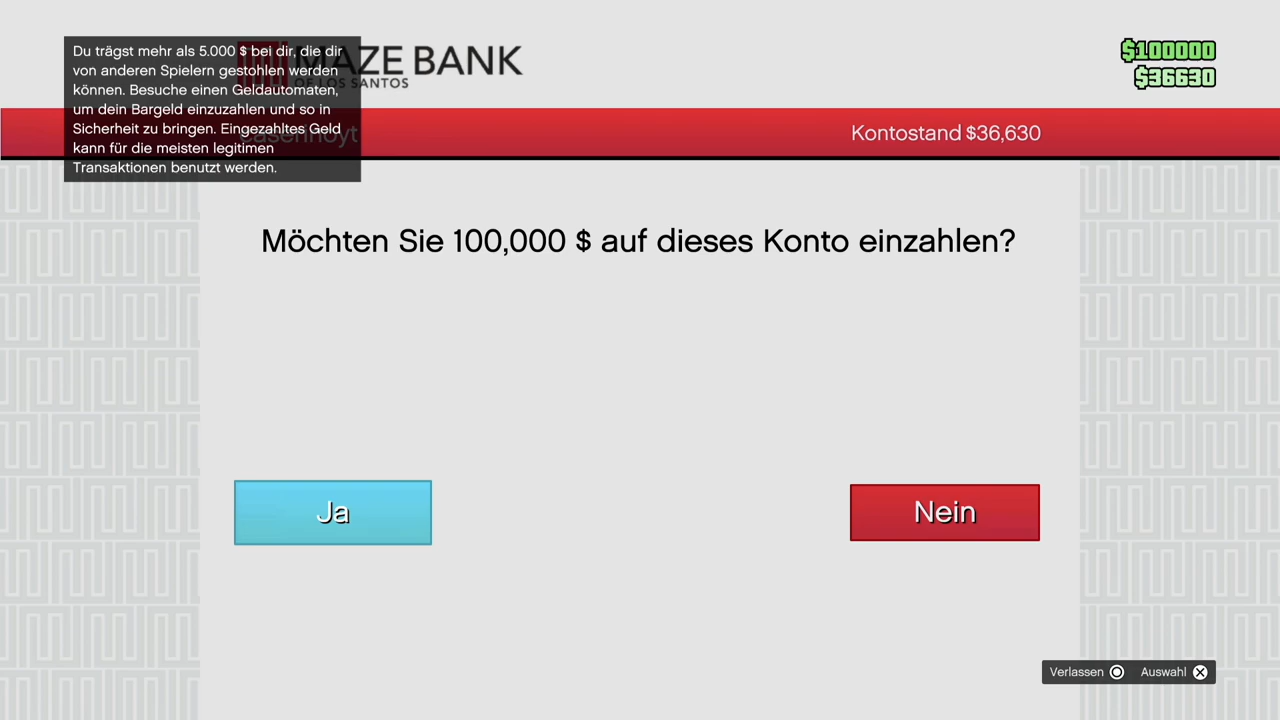 Du trägst mehr als 5.000 $ bei dir, die dir
von anderen Spielern gestohlen werden
können. Besuche einen Geldautomaten,
um dein Bargeld einzuzahlen und so in
Sicherheit zu bringen. Eingezahltes Geld
kann für die meisten legitimen
Transaktionen benutzt werden.
MAZE BANK
OF LOS SANTOS
$100000
$36630
Kontostand $36,630
Möchten Sie 100,000 $ auf dieses Konto einzahlen?
Ja
Nein
Verlassen
Auswahl